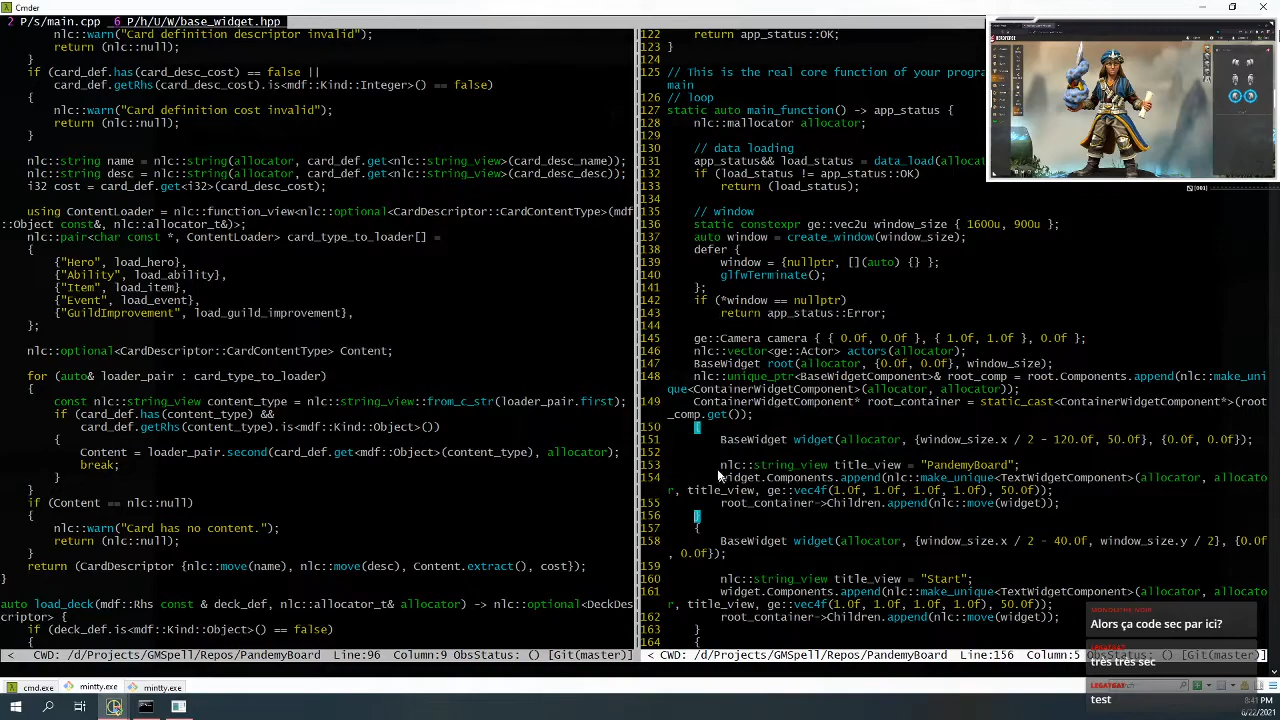 Cmder
2 P/s/main.cpp  6 P/h/U/W/base_widget.hpp
nlc::warn("Card definition descriptor invalid");
return (nlc::null);
}
if (card_def.has(card_desc_cost) == false ||
card_def.getRhs(card_desc_cost).is<mdf::Kind::Integer>() == false)
{
nlc::warn("Card definition cost invalid");
return (nlc::null);
}
nlc::string name = nlc::string(allocator, card_def.get<nlc::string_view>(card_desc_name));
nlc::string desc = nlc::string(allocator, card_def.get<nlc::string_view>(card_desc_desc));
i32 cost = card_def.get<i32>(card_desc_cost);
using ContentLoader = nlc::function_view<nlc::optional<CardDescriptor::CardContentType>(mdf
::Object const&, nlc::allocator_t&)>;
nlc::pair<char const *, ContentLoader> card_type_to_loader[] =
{
{"Hero", load_hero},
{"Ability", load_ability},
{"Item", load_item},
{"Event", load_event},
{"GuildImprovement", load_guild_improvement},
};
nlc::optional<CardDescriptor::CardContentType> Content;
for (auto& loader_pair : card_type_to_loader)
{
const nlc::string_view content_type = nlc::string_view::from_c_str(loader_pair.first);
if (card_def.has(content_type) &&
card_def.getRhs(content_type).is<mdf::Kind::Object>())
{
Content = loader_pair.second(card_def.get<mdf::Object>(content_type), allocator);
break;
}
}
if (Content == nlc::null)
{
nlc::warn("Card has no content.");
return (nlc::null);
}
return (CardDescriptor {nlc::move(name), nlc::move(desc), Content.extract(), cost});
}
auto load_deck(mdf::Rhs const & deck_def, nlc::allocator_t& allocator) -> nlc::optional<DeckDes
criptor> {
if (deck_def.is<mdf::Kind::Object>() == false)
{
< CWD: /d/Projects/GMSpell/Repos/PandemyBoard  Line:96  Column:9 ObsStatus: () [Git(master)]
122 return app_status::OK;
123 }
124
125 // This is the real core function of your progra
main
126 // loop
127 static auto main_function() -> app_status {
128 nlc::mallocator allocator;
129
130 // data loading
131 app_status&& load_status = data_load(alloca
132 if (load_status != app_status::OK)
133 return (load_status);
134
135 // window
136 static constexpr ge::vec2u window_size { 1600u, 900u };
137 auto window = create_window(window_size);
138 defer {
139 window = {nullptr, [](auto) {} };
140 glfwTerminate();
141 };
142 if (*window == nullptr)
143 return app_status::Error;
144
145 ge::Camera camera { { 0.0f, 0.0f }, { 1.0f, 1.0f }, 0.0f };
146 nlc::vector<ge::Actor> actors(allocator);
147 BaseWidget root(allocator, {0.0f, 0.0f}, window_size);
148 nlc::unique_ptr<BaseWidgetComponent>& root_comp = root.Components.append(nlc::make_uni
que<ContainerWidgetComponent>(allocator, allocator));
149 ContainerWidgetComponent* root_container = static_cast<ContainerWidgetComponent*>(root
_comp.get());
150 {
151 BaseWidget widget(allocator, {window_size.x / 2 - 120.0f, 50.0f}, {0.0f, 0.0f});
152
153 nlc::string_view title_view = "PandemyBoard";
154 widget.Components.append(nlc::make_unique<TextWidgetComponent>(allocator, allocato
r, title_view, ge::vec4f(1.0f, 1.0f, 1.0f, 1.0f), 50.0f));
155 root_container->Children.append(nlc::move(widget));
156 }
157 {
158 BaseWidget widget(allocator, {window_size.x / 2 - 40.0f, window_size.y / 2}, {0.0f
, 0.0f});
159
160 nlc::string_view title_view = "Start";
161 widget.Components.append(nlc::make_unique<TextWidgetComponent>(allocator, allocato
r, title_view, ge::vec4f(1.0f, 1.0f, 1.0f, 1.0f), 50.0f));
162 root_container->Children.append(nlc::move(widget));
163 }
164 {
< CWD: /d/Projects/GMSpell/Repos/PandemyBoard  Line:156  Column:5 ObsStatus: () [Git(master)]
Alors ça code sec par ici?
très très sec
test
cmd.exe
mintty.exe
mintty.exe
Search
8:41 PM
6/22/2021